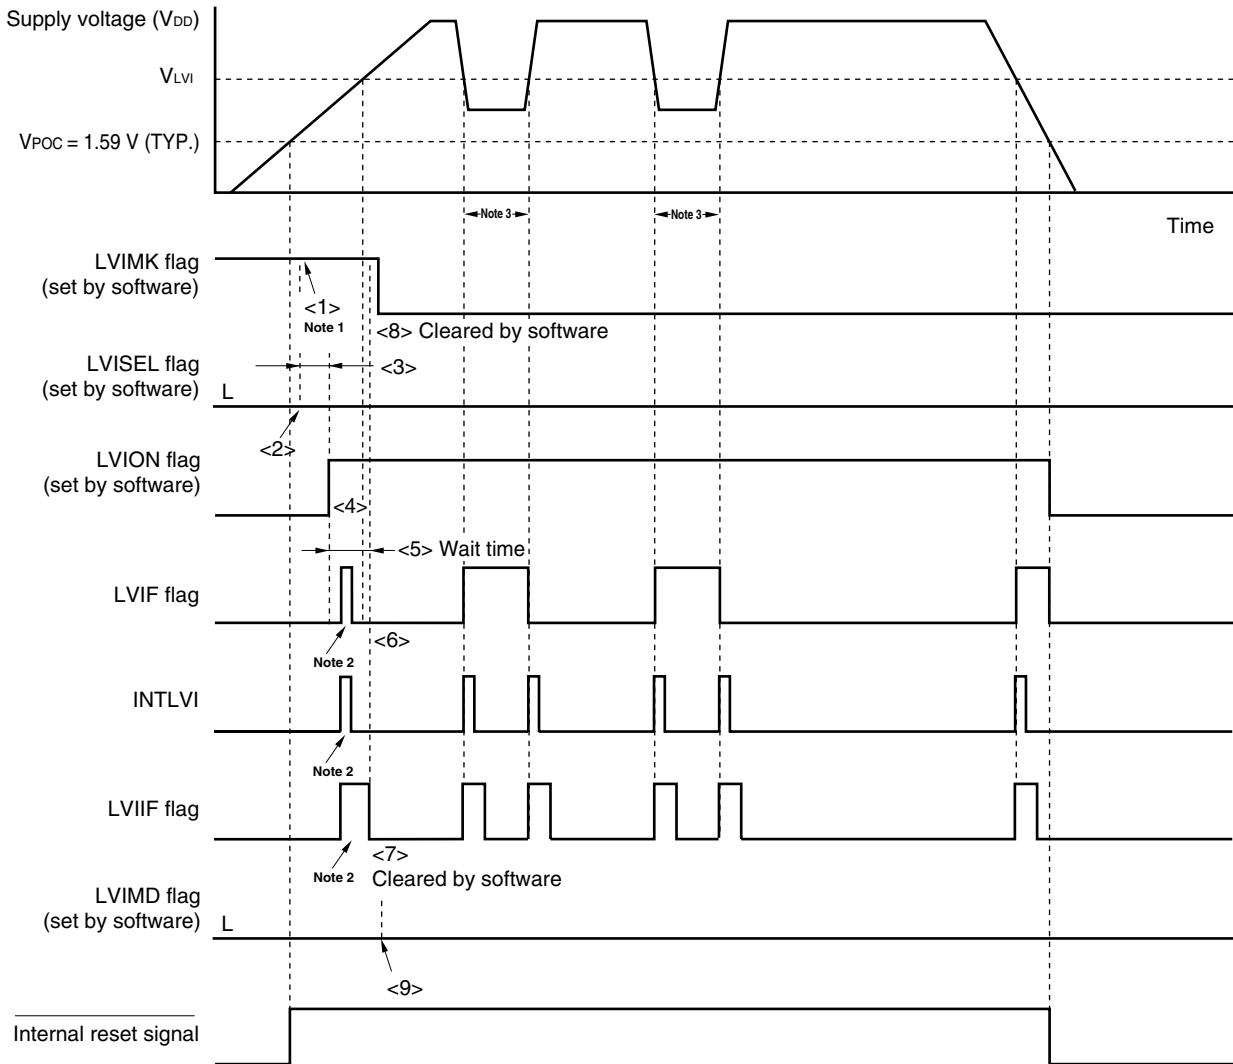 Supply voltage (VDD)
VLVI
VPOC = 1.59 V (TYP.)
Note 3
Note 3
Time
LVIMK flag
(set by software)
<1>
Note 1
<8> Cleared by software
LVISEL flag
(set by software)
L
<3>
<2>
LVION flag
(set by software)
<4>
<5> Wait time
LVIF flag
<6>
Note 2
INTLVI
Note 2
LVIIF flag
Note 2
<7>
Cleared by software
LVIMD flag
(set by software)
L
<9>
Internal reset signal